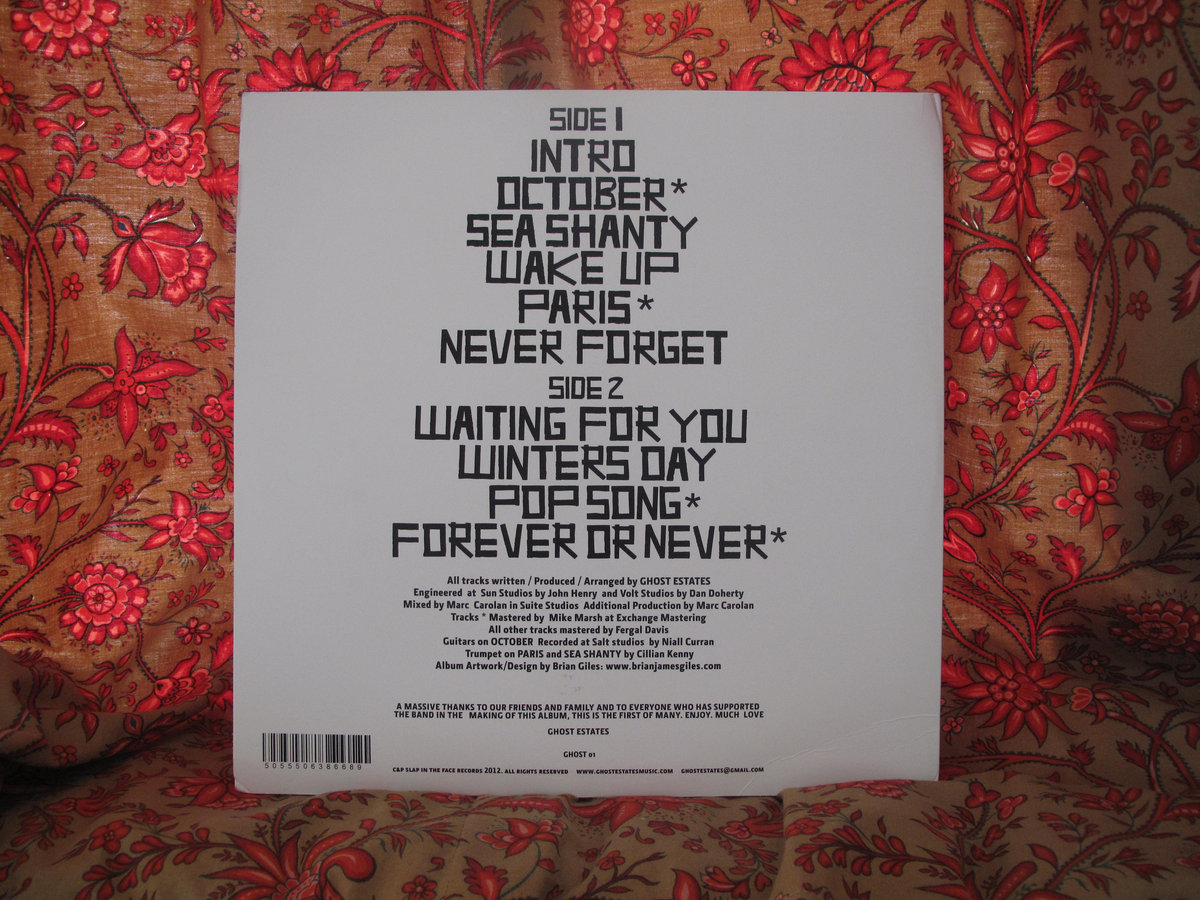 SIDE 1
INTRO
OCTOBER*
SEA SHANTY
WAKE UP
PARIS*
NEVER FORGET
SIDE 2
WAITING FOR YOU
WINTERS DAY
POP SONG*
FOREVER OR NEVER*
All tracks written / Produced / Arranged by GHOST ESTATES
Engineered at Sun Studios by John Henry and Volt Studios by Dan Doherty
Mixed by Marc Carolan in Suite Studios Additional Production by Marc Carolan
Tracks * Mastered by Mike Marsh at Exchange Mastering
All other tracks mastered by Fergal Davis
Guitars on OCTOBER Recorded at Salt studios by Niall Curran
Trumpet on PARIS and SEA SHANTY by Cillian Kenny
Album Artwork/Design by Brian Giles: www.brianjamesgiles.com
A MASSIVE THANKS TO OUR FRIENDS AND FAMILY AND TO EVERYONE WHO HAS SUPPORTED
THE BAND IN THE MAKING OF THIS ALBUM, THIS IS THE FIRST OF MANY. ENJOY. MUCH LOVE
GHOST ESTATES
GHOST 01
5055506386689
C&P SLAP IN THE FACE RECORDS 2012. ALL RIGHTS RESERVED WWW.GHOSTESTATESMUSIC.COM GHOSTESTATES@GMAIL.COM